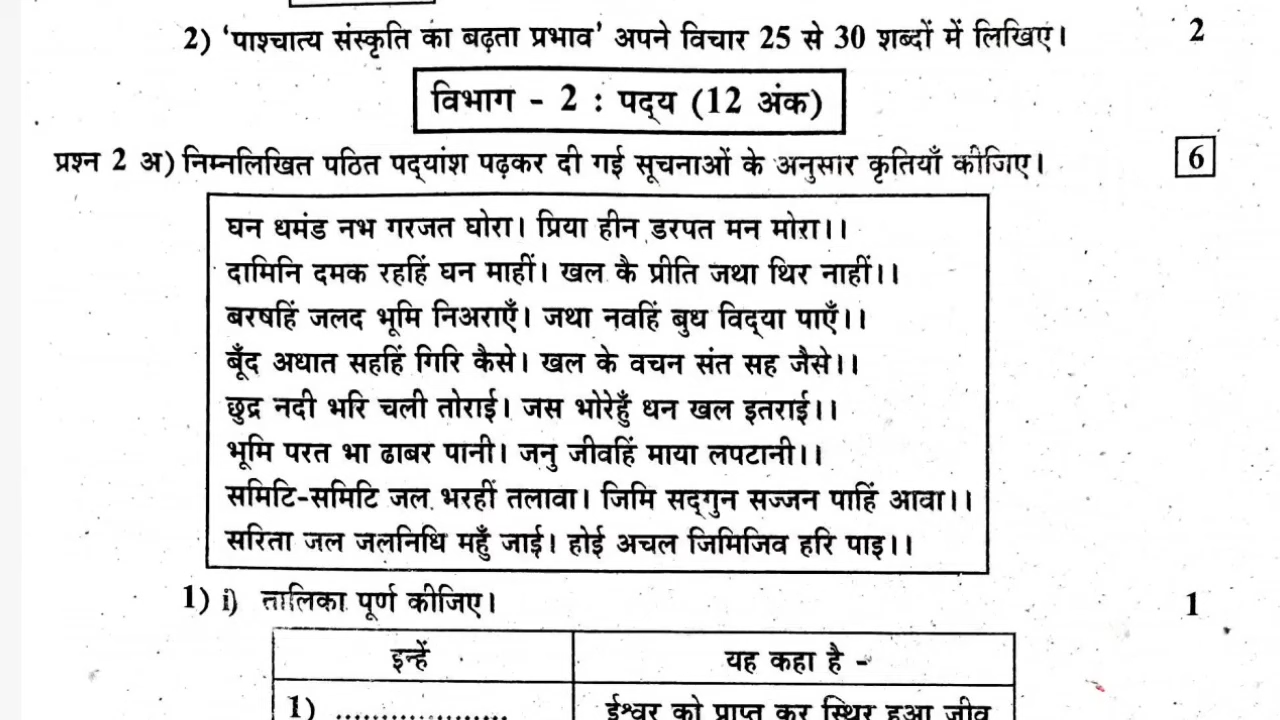 2) 'पाश्चात्य संस्कृति का बढ़ता प्रभाव' अपने विचार 25 से 30 शब्दों में लिखिए। 2
विभाग - 2 : पद्य (12 अंक)
प्रश्न 2 अ) निम्नलिखित पठित पद्यांश पढ़कर दी गई सूचनाओं के अनुसार कृतियाँ कीजिए। 6
घन धमंड नभ गरजत घोरा। प्रिया हीन डरपत मन मोरा।।
दामिनि दमक रहहिं घन माहीं। खल कै प्रीति जथा थिर नाहीं।।
बरषहिं जलद भूमि निअराएँ। जथा नवहिं बुध विद्या पाएँ।।
बूँद अधात सहहिं गिरि कैसे। खल के वचन संत सह जैसे।।
छुद्र नदी भरि चली तोराई। जस भोरेहुँ धन खल इतराई।।
भूमि परत भा ढाबर पानी। जनु जीवहिं माया लपटानी।।
समिटि-समिटि जल भरहीं तलावा। जिमि सद्गुन सज्जन पाहिं आवा।।
सरिता जल जलनिधि महुँ जाई। होई अचल जिमिजिव हरि पाइ।।
1) i) तालिका पूर्ण कीजिए। 1
इन्हें यह कहा है -
1) ................... ईश्वर को प्राप्त कर स्थिर हुआ जीव